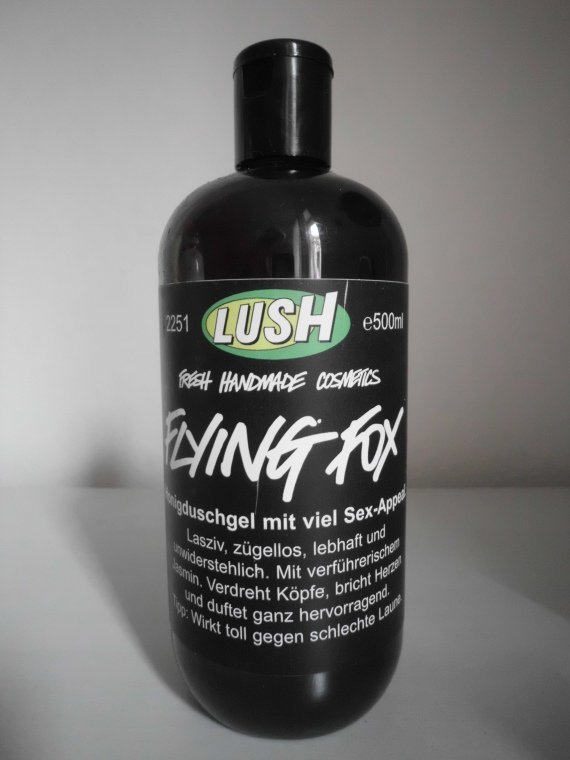 2251 LUSH e500ml
FRESH HANDMADE COSMETICS
FLYING FOX
onigduschgel mit viel Sex-Appeal
Lasziv, zügellos, lebhaft und
unwiderstehlich. Mit verführerischem
Jasmin. Verdreht Köpfe, bricht Herzen
und duftet ganz hervorragend.
Tipp: Wirkt toll gegen schlechte Laune.